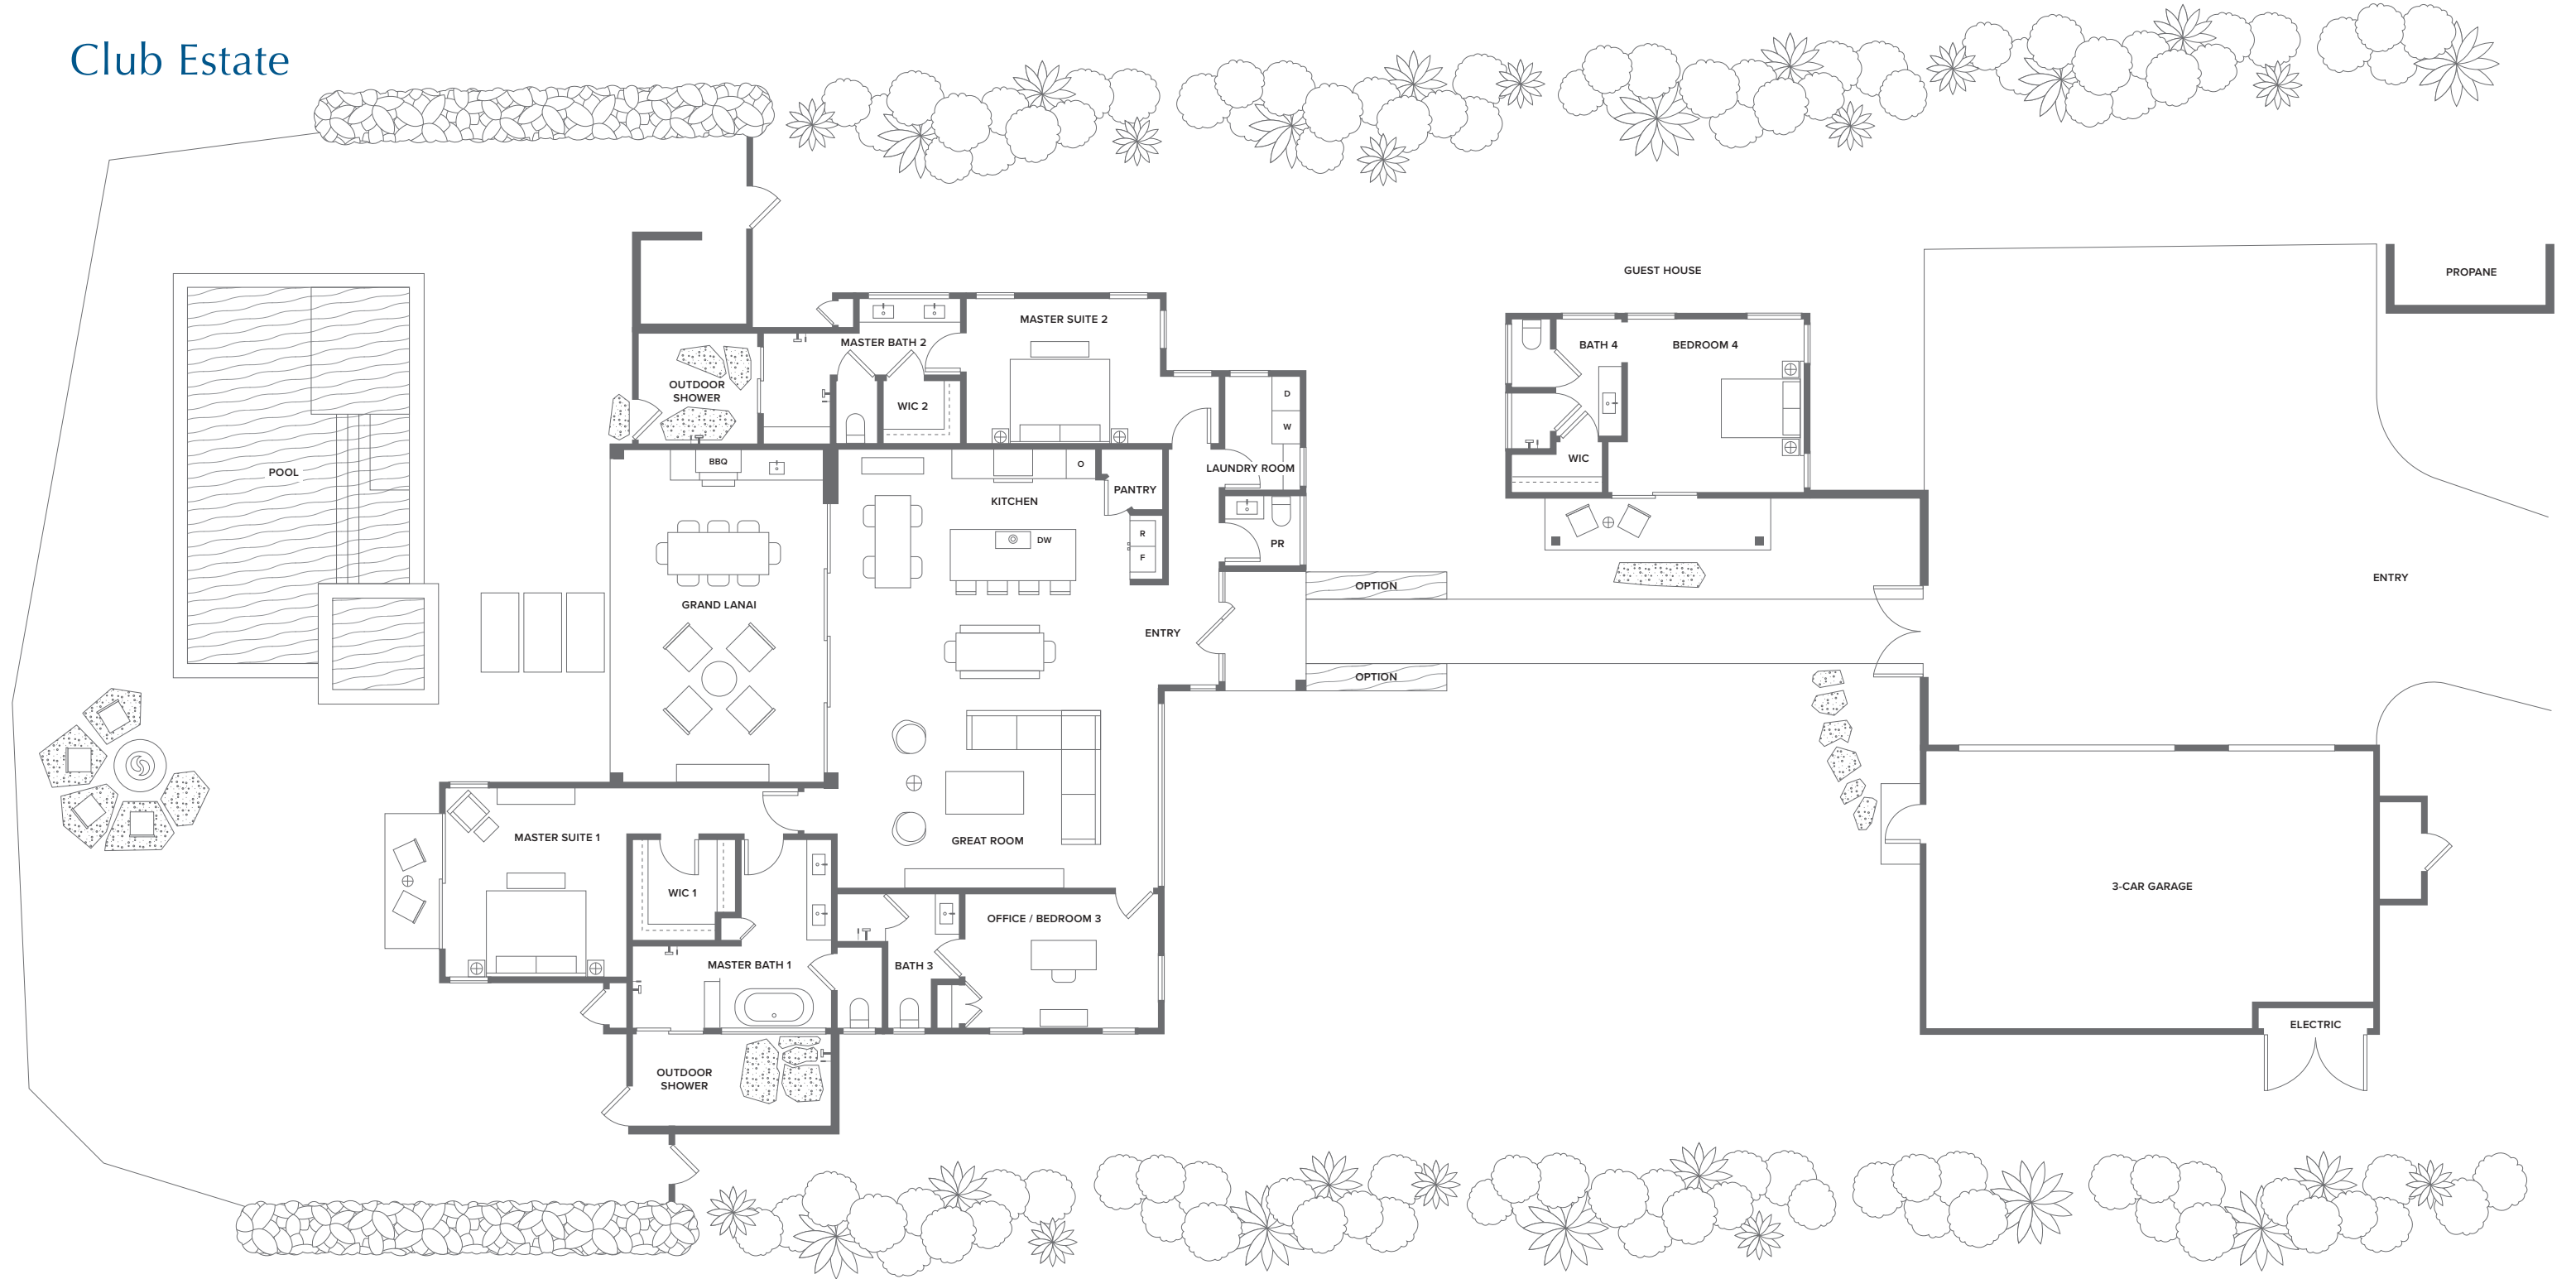 Club Estate
GUEST HOUSE
PROPANE
MASTER SUITE 2
MASTER BATH 2
BATH 4
BEDROOM 4
OUTDOOR
SHOWER
WIC 2
D
W
POOL
BBQ
O
LAUNDRY ROOM
WIC
PANTRY
KITCHEN
R
F
DW
PR
ENTRY
OPTION
GRAND LANAI
ENTRY
OPTION
MASTER SUITE 1
GREAT ROOM
WIC 1
3-CAR GARAGE
OFFICE / BEDROOM 3
MASTER BATH 1
BATH 3
ELECTRIC
OUTDOOR
SHOWER